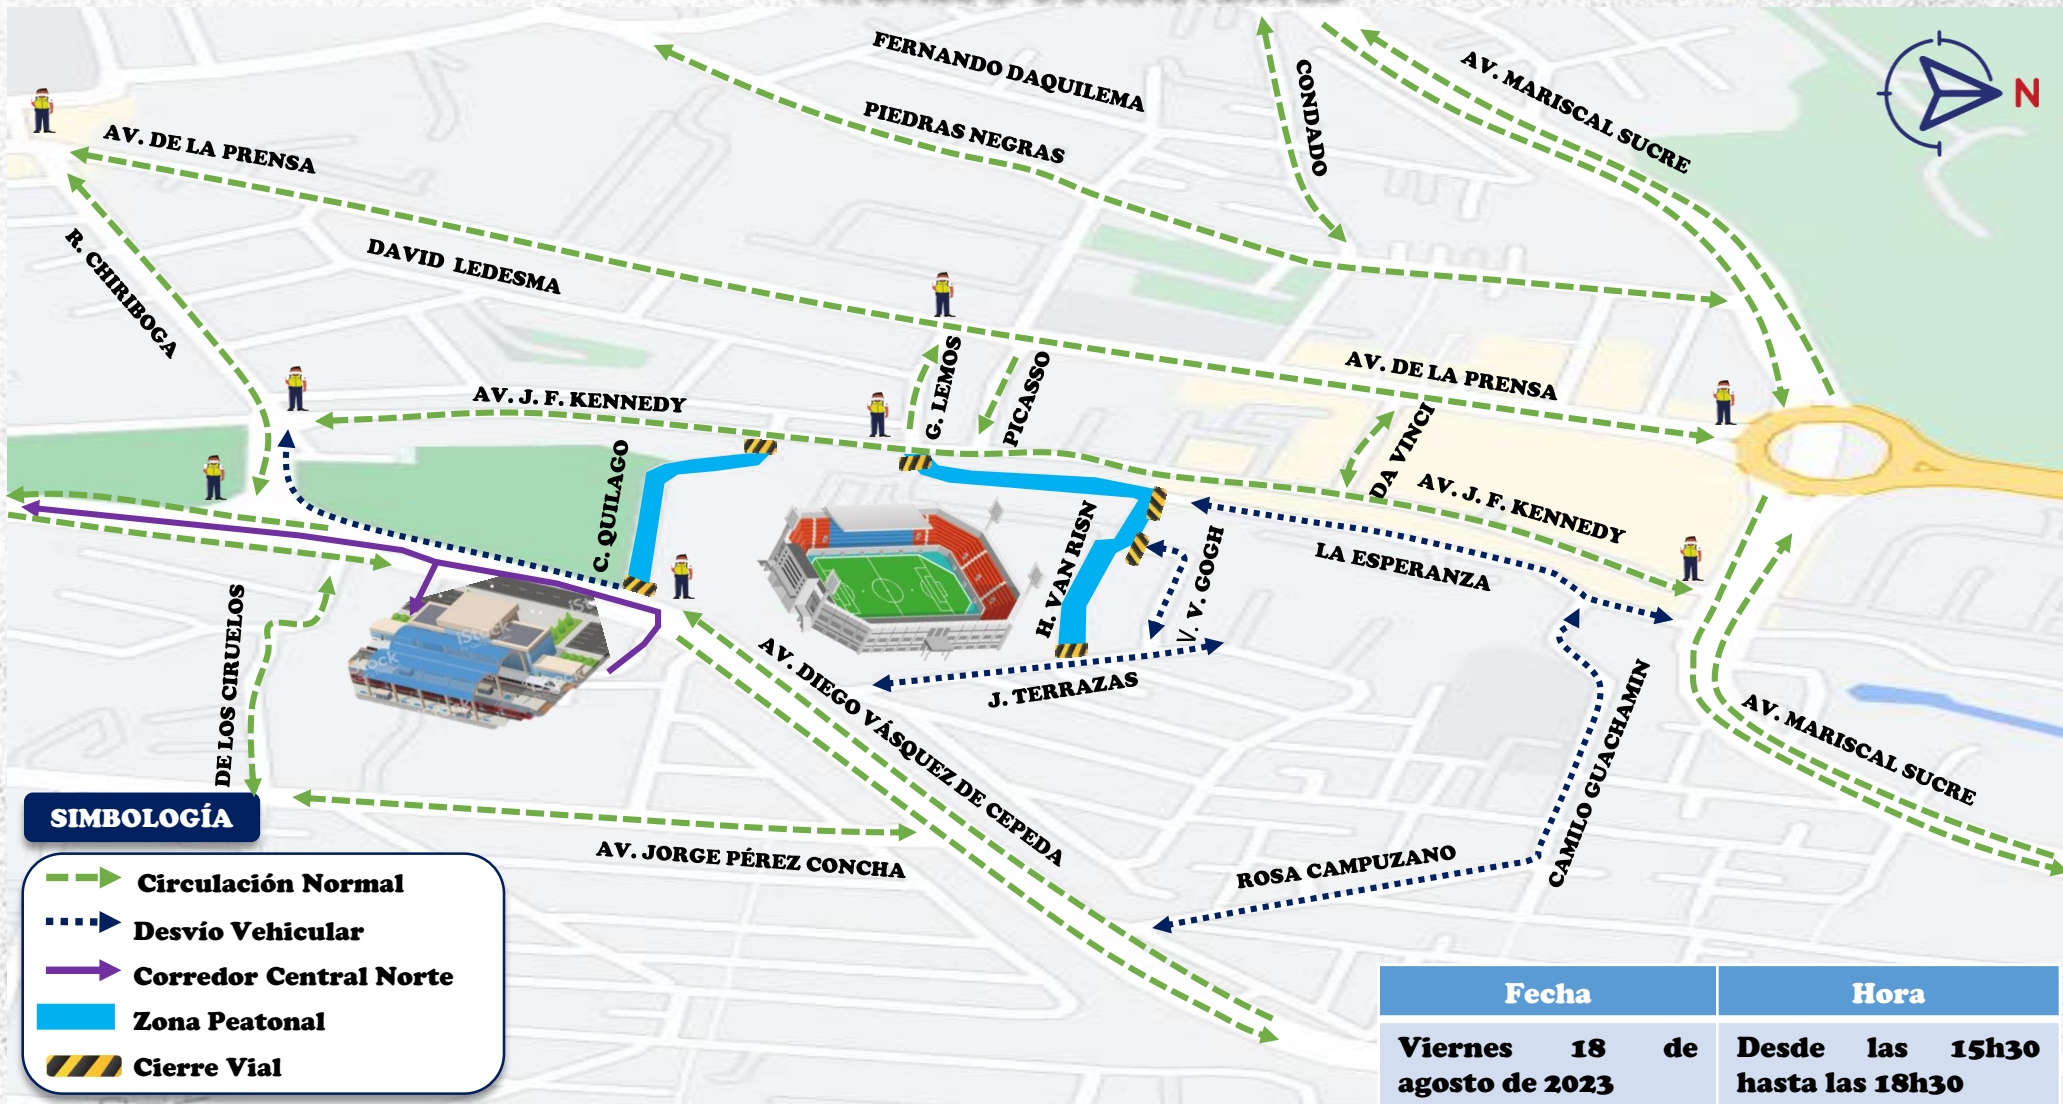 FERNANDO DAQUILEMA
PIEDRAS NEGRAS
CONDADO
AV. MARISCAL SUCRE
N
AV. DE LA PRENSA
R. CHIRIBOGA
DAVID LEDESMA
AV. J. F. KENNEDY
G. LEMOS
PICASSO
AV. DE LA PRENSA
DA VINCI
AV. J. F. KENNEDY
C. QUILAGO
H. VAN RISN
V. V. GOGH
LA ESPERANZA
DE LOS CIRUELOS
iStock
J. TERRAZAS
AV. DIEGO VÁSQUEZ DE CEPEDA
CAMILO GUACHAMIN
AV. MARISCAL SUCRE
AV. JORGE PÉREZ CONCHA
ROSA CAMPUZANO
SIMBOLOGÍA
Circulación Normal
Desvío Vehicular
Corredor Central Norte
Zona Peatonal
Cierre Vial
Fecha Hora
Viernes 18 de Desde las 15h30
agosto de 2023 hasta las 18h30